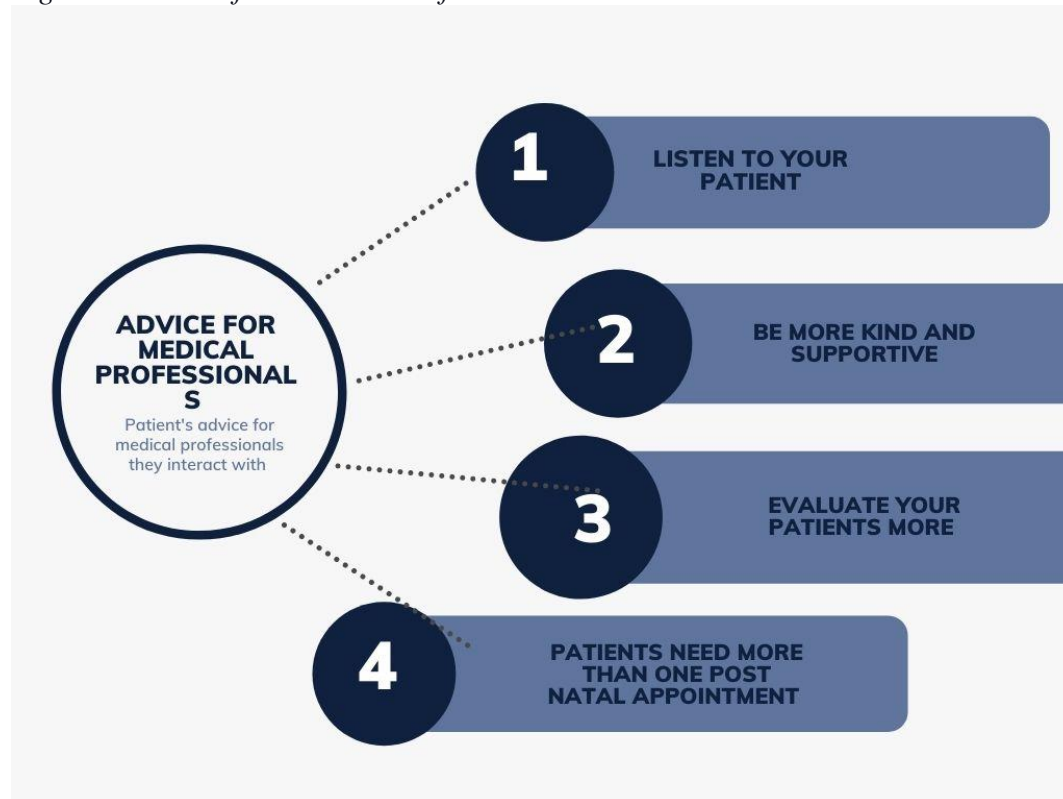 ADVICE FOR
MEDICAL
PROFESSIONAL
S
Patient's advice for
medical professionals
they interact with
1
LISTEN TO YOUR
PATIENT
2
BE MORE KIND AND
SUPPORTIVE
3
EVALUATE YOUR
PATIENTS MORE
4
PATIENTS NEED MORE
THAN ONE POST
NATAL APPOINTMENT